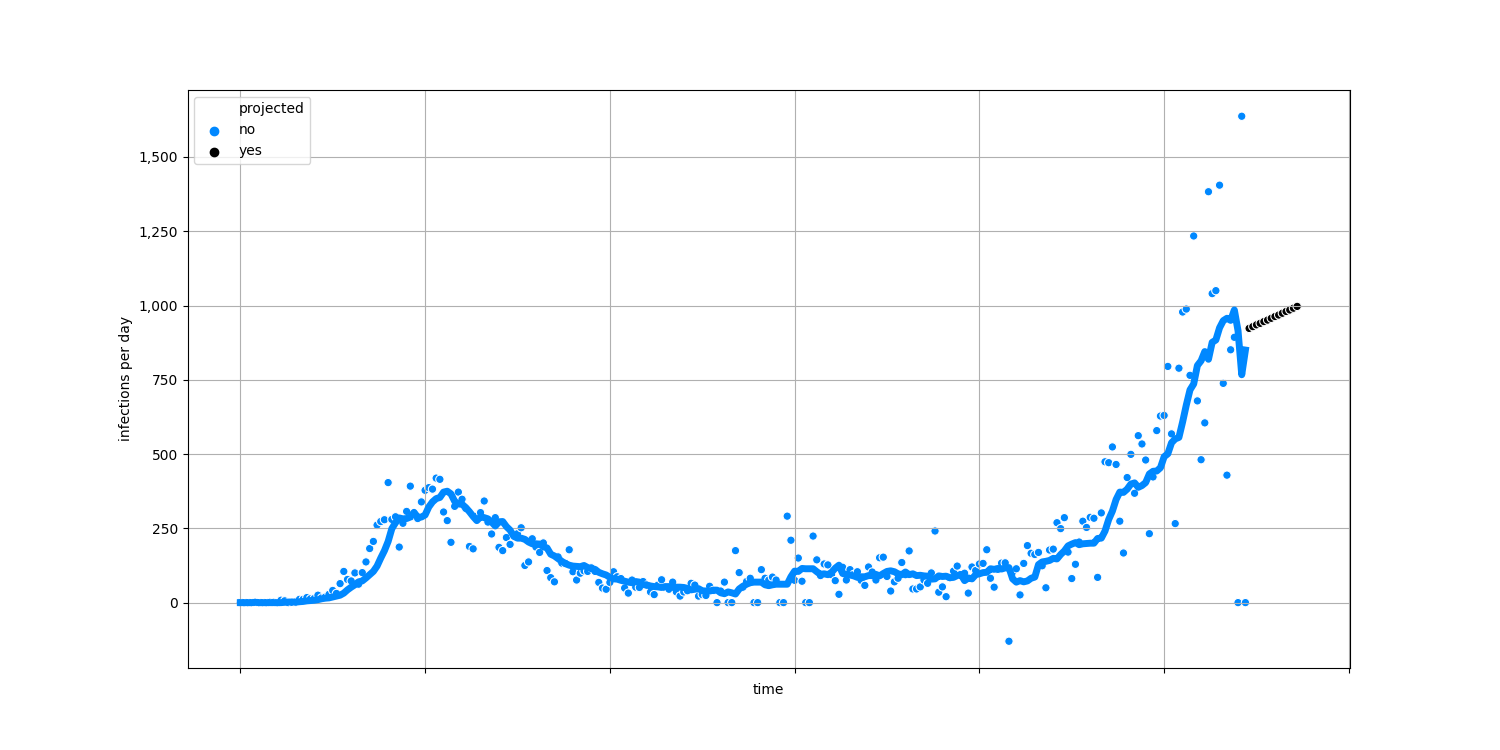 projected
no
yes
1,500
1,250
1,000
750
500
250
0
infections per day
time